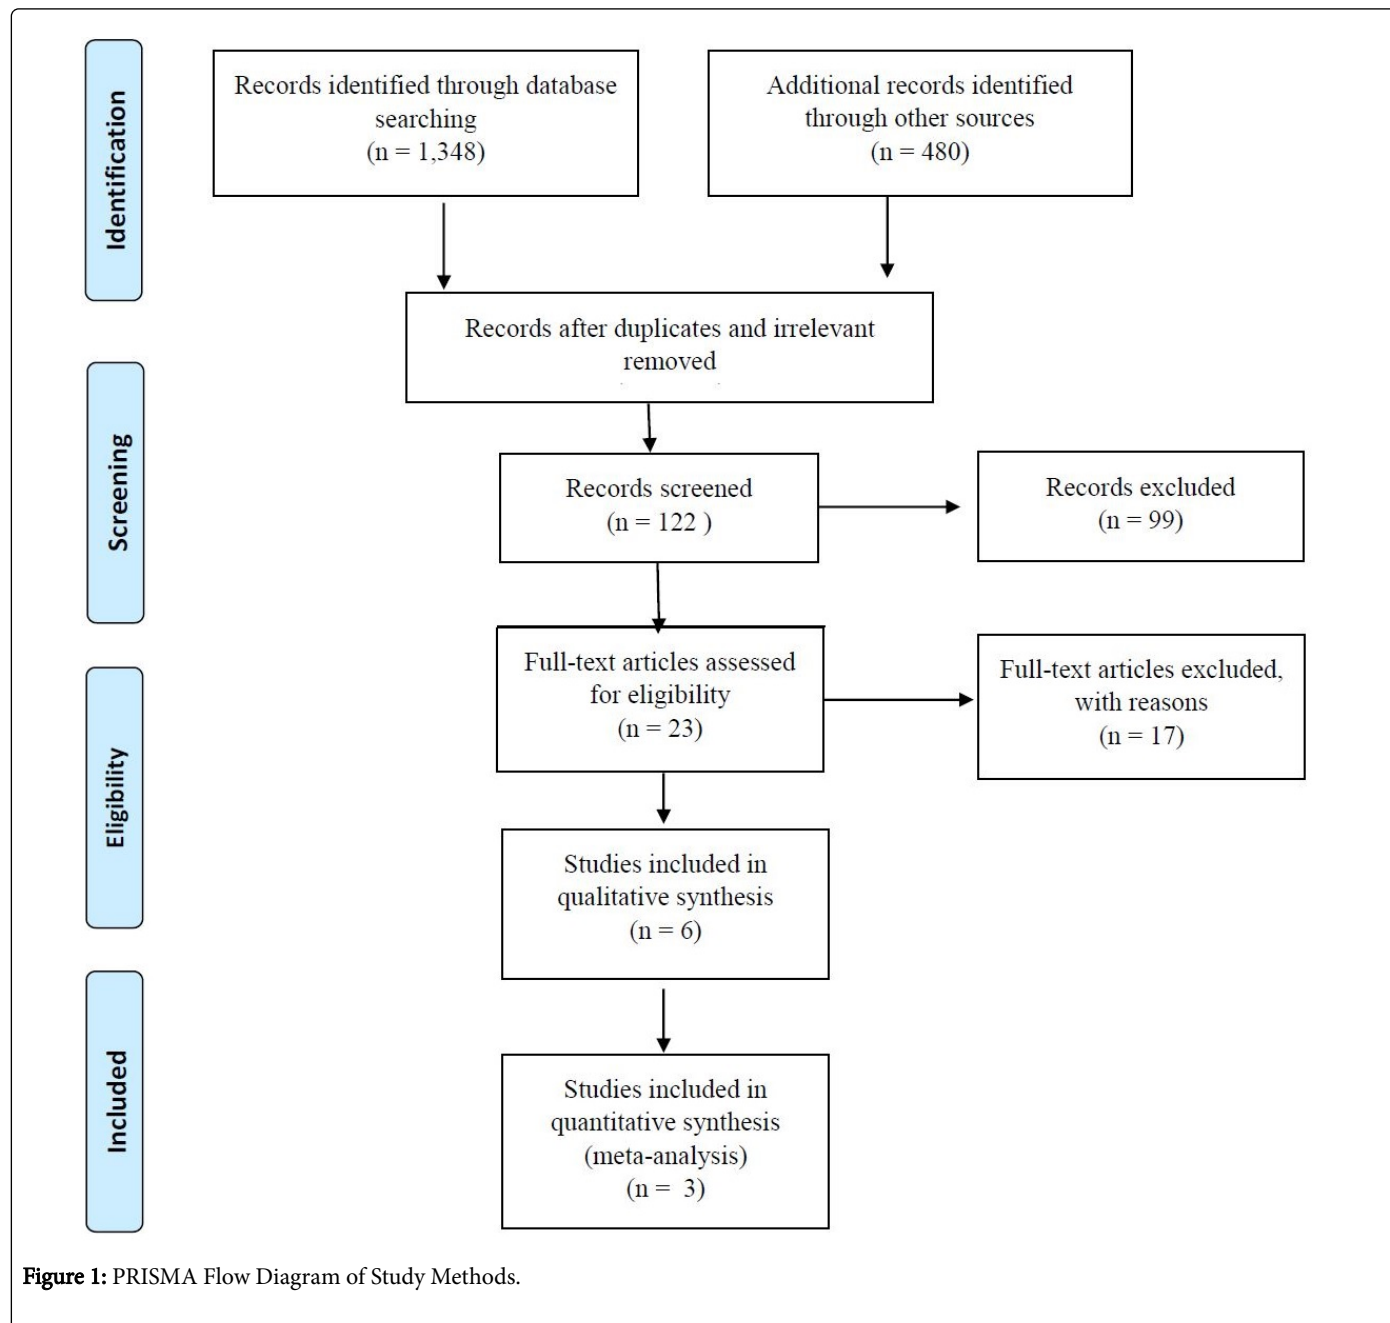 Identification
Records identified through database
searching
(n = 1,348)
Additional records identified
through other sources
(n = 480)
Records after duplicates and irrelevant
removed
Screening
Records screened
(n = 122 )
Records excluded
(n = 99)
Eligibility
Full-text articles assessed
for eligibility
(n = 23)
Full-text articles excluded,
with reasons
(n = 17)
Studies included in
qualitative synthesis
(n = 6)
Included
Studies included in
quantitative synthesis
(meta-analysis)
(n =  3)
Figure 1: PRISMA Flow Diagram of Study Methods.